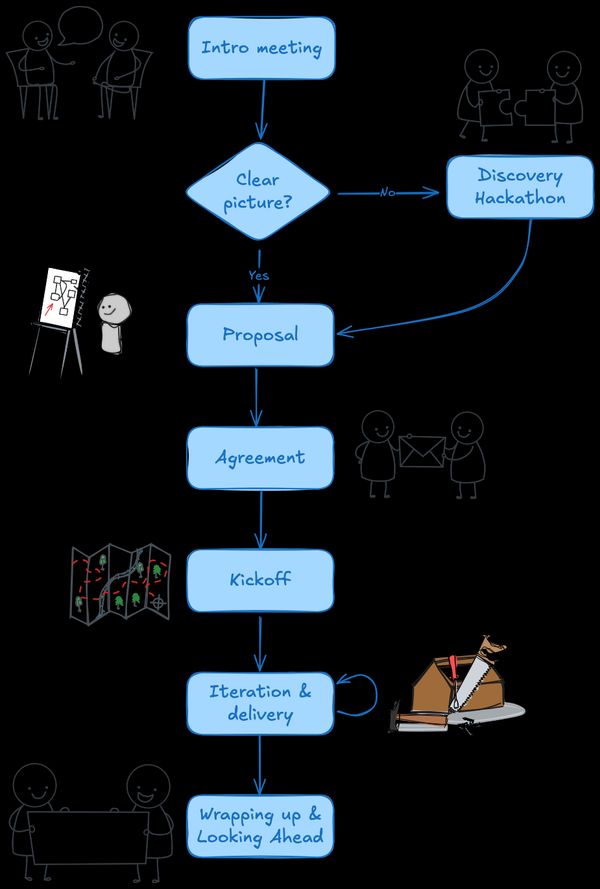 Intro meeting
Clear
picture?
No
Discovery
Hackathon
Yes
Proposal
Agreement
Kickoff
Iteration &
delivery
Wrapping up &
Looking Ahead